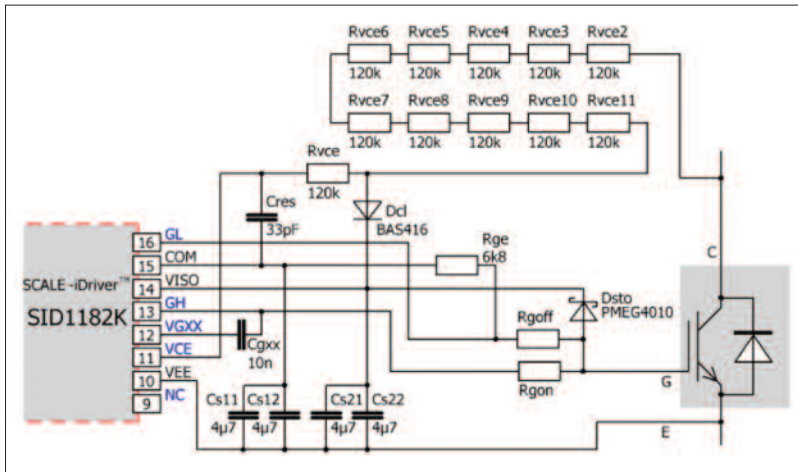 Rvce6 Rvce5 Rvce4 Rvce3 Rvce2
120k 120k 120k 120k 120k
Rvce7 Rvce8 Rvce9 Rvce10 Rvce11
120k 120k 120k 120k 120k
Rvce
120k
Cres
33pF
Dcl
BAS416
Rge
6k8
C
16 GL
15 COM
SCALE-iDriver™
14 VISO
SID1182K
13 GH
12 VGXX
11 VCE
10 VEE
9 NC
Cgxx
10n
Dsto
PMEG4010
Rgoff
Rgon
G
Cs11 Cs12 Cs21 Cs22
4µ7 4µ7 4µ7 4µ7
E